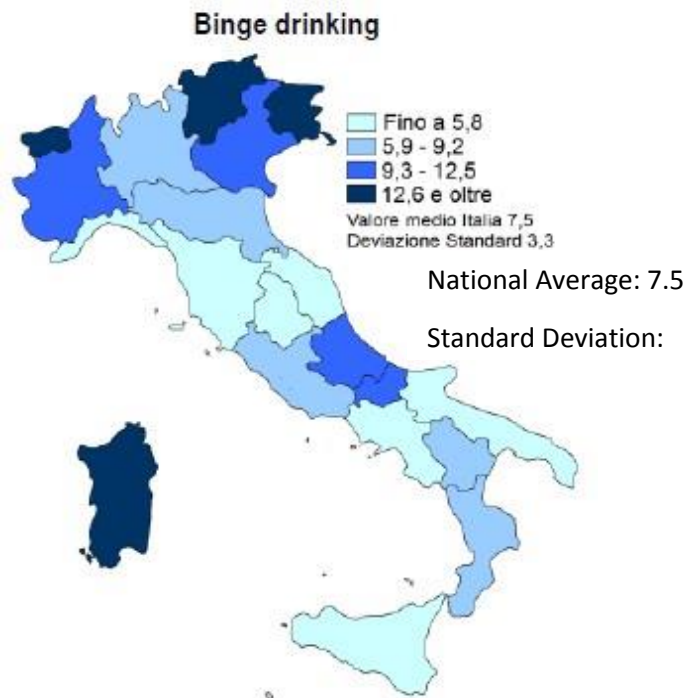 Binge drinking
Fino a 5,8
5,9 - 9,2
9,3 - 12,5
12,6 e oltre
Valore medio Italia 7,5
Deviazione Standard 3,3
National Average: 7.5
Standard Deviation: